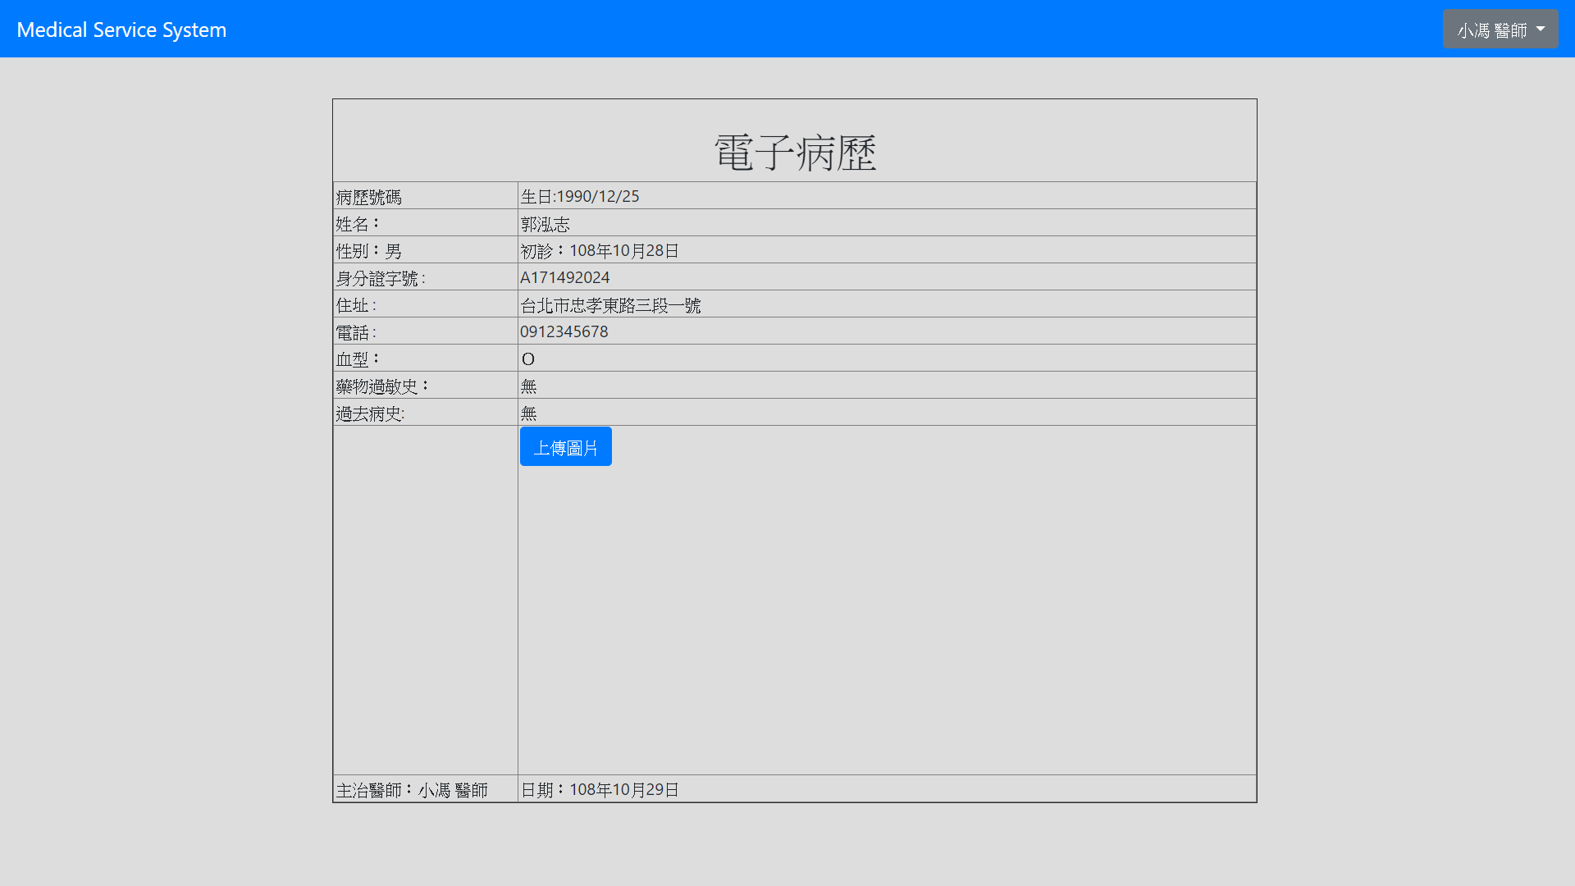 Medical Service System
小馮 醫師
電子病歷
病歷號碼 生日:1990/12/25
姓名： 郭泓志
性別：男 初診：108年10月28日
身分證字號 : A171492024
住址 : 台北市忠孝東路三段一號
電話 : 0912345678
血型： O
藥物過敏史： 無
過去病史: 無
上傳圖片
主治醫師：小馮 醫師 日期：108年10月29日